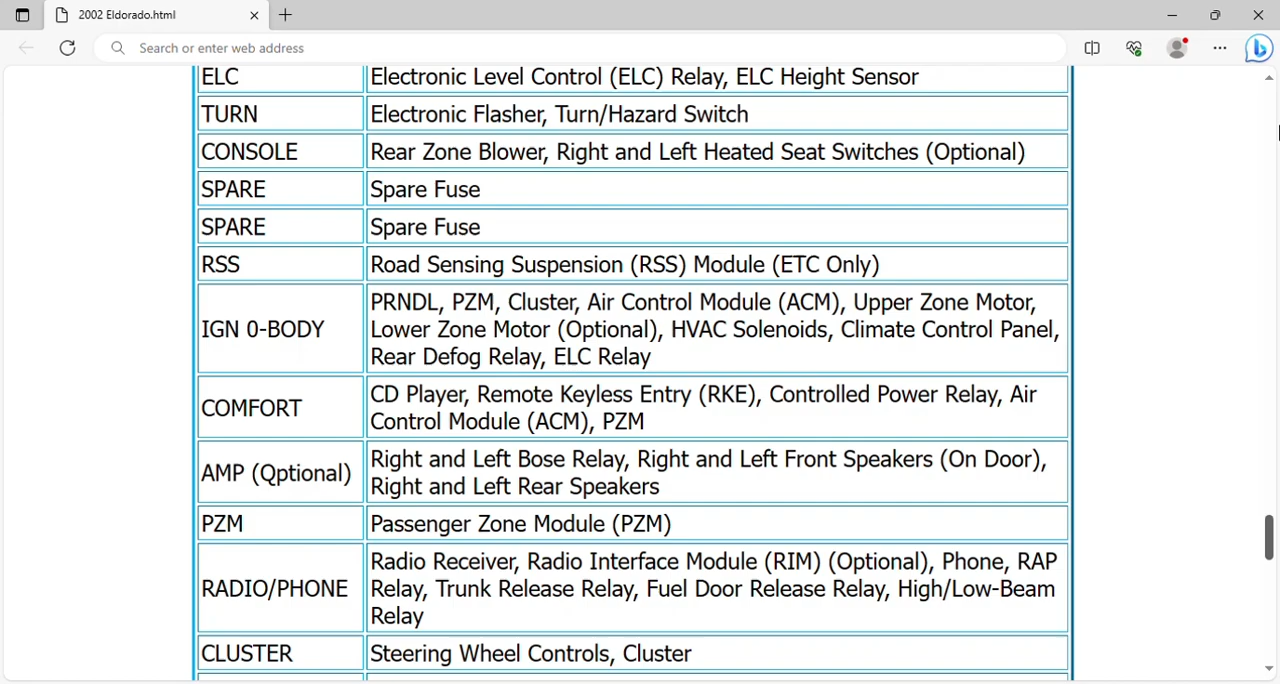 2002 Eldorado.html
Search or enter web address
ELC Electronic Level Control (ELC) Relay, ELC Height Sensor
TURN Electronic Flasher, Turn/Hazard Switch
CONSOLE Rear Zone Blower, Right and Left Heated Seat Switches (Optional)
SPARE Spare Fuse
SPARE Spare Fuse
RSS Road Sensing Suspension (RSS) Module (ETC Only)
IGN 0-BODY PRNDL, PZM, Cluster, Air Control Module (ACM), Upper Zone Motor,
Lower Zone Motor (Optional), HVAC Solenoids, Climate Control Panel,
Rear Defog Relay, ELC Relay
COMFORT CD Player, Remote Keyless Entry (RKE), Controlled Power Relay, Air
Control Module (ACM), PZM
AMP (Qptional) Right and Left Bose Relay, Right and Left Front Speakers (On Door),
Right and Left Rear Speakers
PZM Passenger Zone Module (PZM)
RADIO/PHONE Radio Receiver, Radio Interface Module (RIM) (Optional), Phone, RAP
Relay, Trunk Release Relay, Fuel Door Release Relay, High/Low-Beam
Relay
CLUSTER Steering Wheel Controls, Cluster